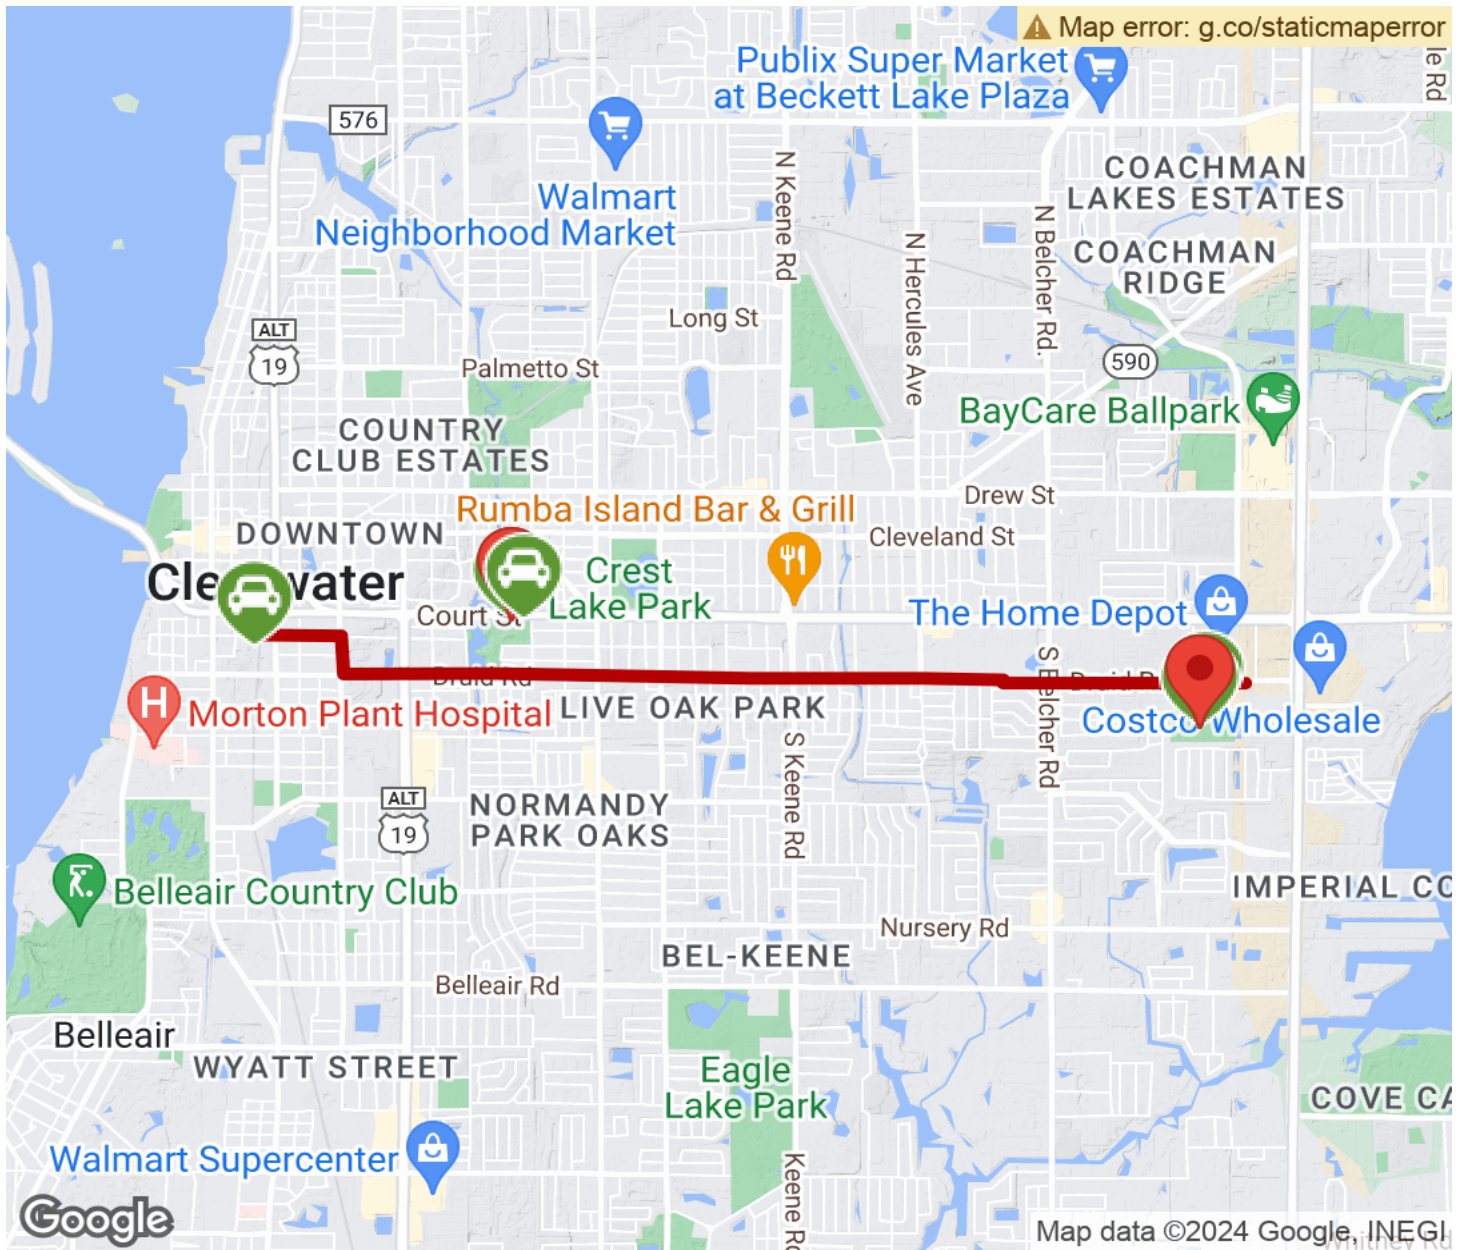 Map error: g.co/staticmaperror
Publix Super Market
at Beckett Lake Plaza
576
Walmart
Neighborhood Market
N Keene Rd
N Hercules Ave
N Belcher Rd.
COACHMAN
LAKES ESTATES
COACHMAN
RIDGE
Long St
ALT
19
Palmetto St
590
BayCare Ballpark
COUNTRY
CLUB ESTATES
Drew St
Rumba Island Bar & Grill
DOWNTOWN
Cleveland St
Crest
Lake Park
Court St
The Home Depot
Druid Rd
S Belcher Rd
Druid R
H
Morton Plant Hospital
LIVE OAK PARK
Costco Wholesale
S Keene Rd
ALT
19
NORMANDY
PARK OAKS
Belleair Country Club
IMPERIAL CO
Nursery Rd
BEL-KEENE
Belleair Rd
Belleair
WYATT STREET
Eagle
Lake Park
COVE CA
Walmart Supercenter
Keene Rd
Google
Map data ©2024 Google, INEGI